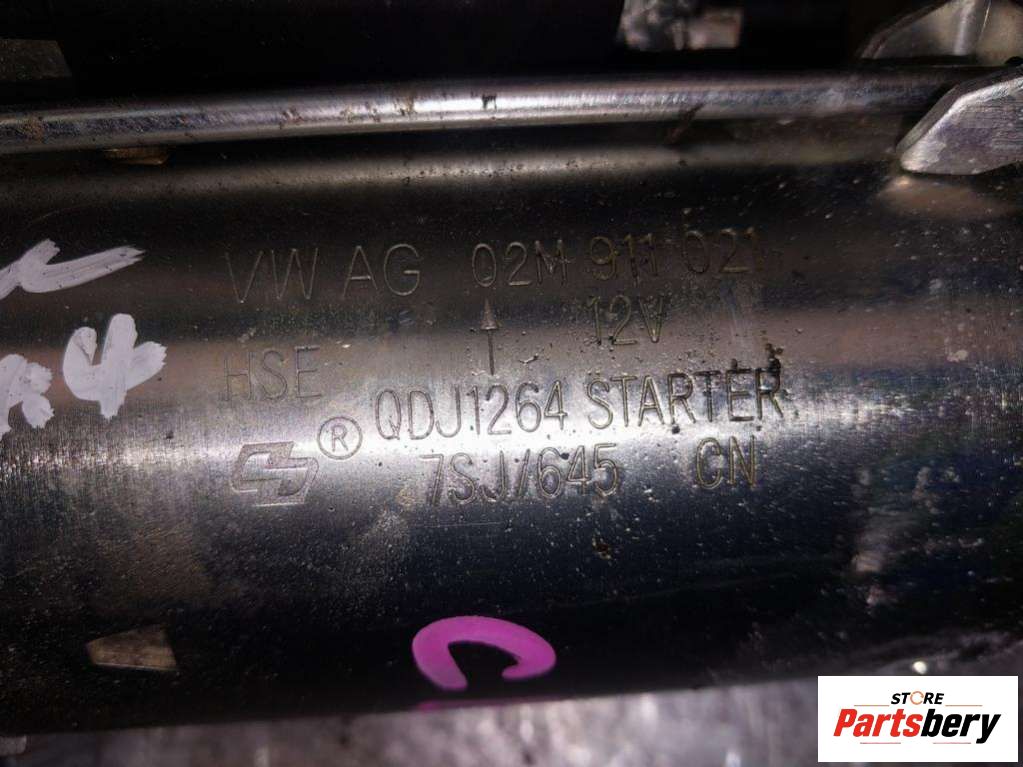 VW AG 02M 911 021
12V
HSE
® QDJ1264 STARTER
7SJ/645 CN
C
STORE
Partsbery